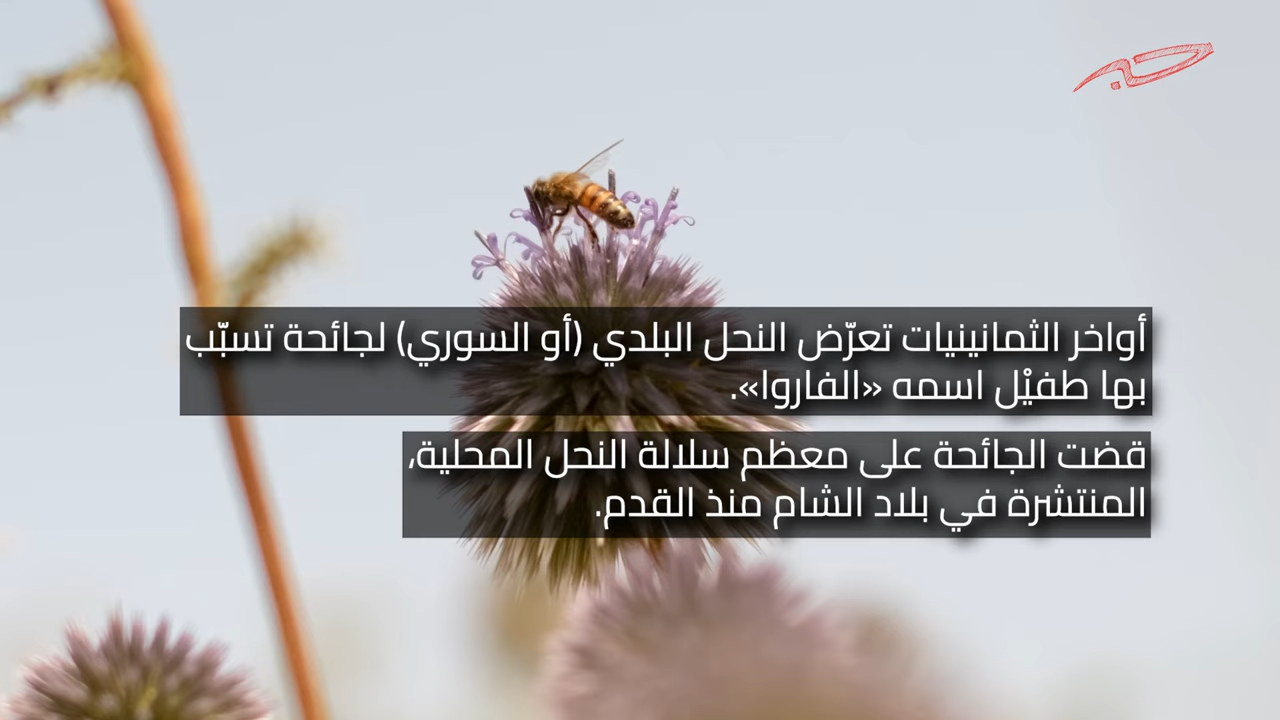 أواخر الثمانينيات تعرّض النحل البلدي (أو السوري) لجائحة تسبّب
بها طفيْل اسمه «الفاروا».
قضت الجائحة على معظم سلالة النحل المحلية،
المنتشرة في بلاد الشام منذ القدم.